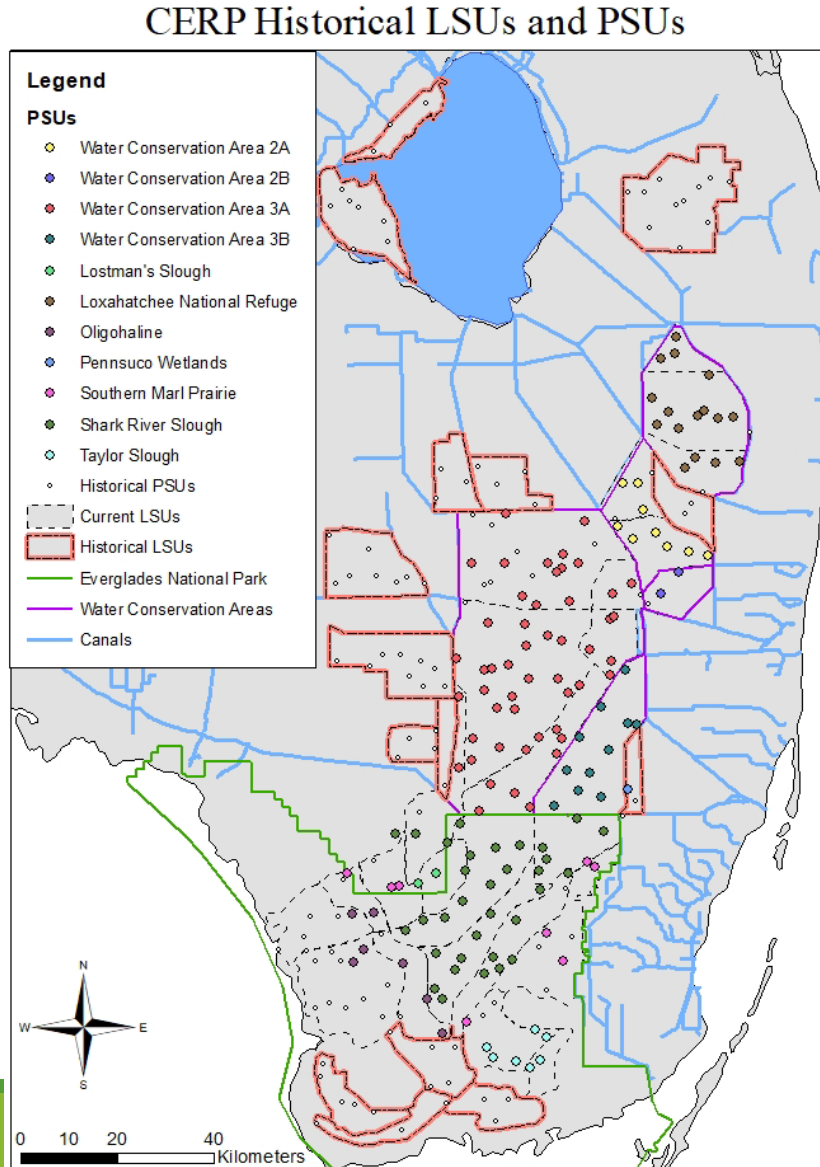 CERP Historical LSUs and PSUs
Legend
PSUs
Water Conservation Area 2A
Water Conservation Area 2B
Water Conservation Area 3A
Water Conservation Area 3B
Lostman's Slough
Loxahatchee National Refuge
Oligohaline
Pennsuco Wetlands
Southern Marl Prairie
Shark River Slough
Taylor Slough
Historical PSUs
Current LSUs
Historical LSUs
Everglades National Park
Water Conservation Areas
Canals
N
W E
S
0 10 20 40
Kilometers